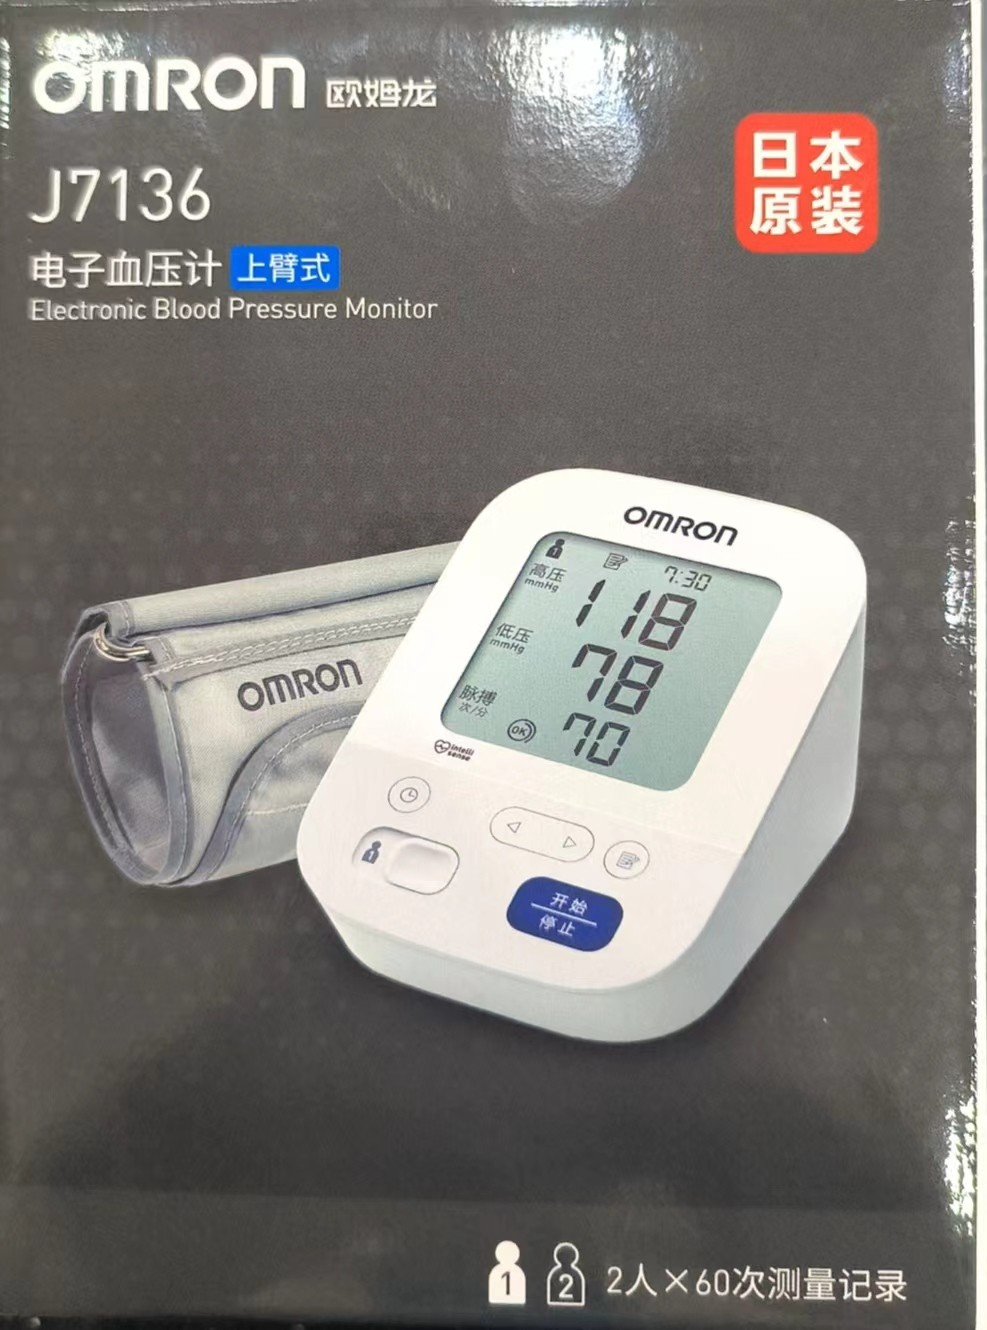 OMRON 欧姆龙
日本
原装
J7136
电子血压计 上臂式
Electronic Blood Pressure Monitor
OMRON
7:30
高压
mmHg
118
低压
mmHg
78
脉搏
次/分
OK
70
intelli
sense
OMRON
1
开始
停止
1 2 2人×60次测量记录